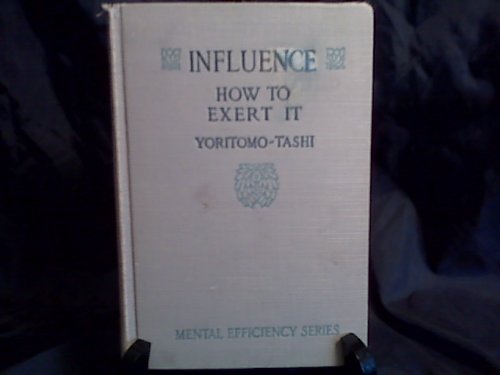 INFLUENCE
HOW TO
EXERT IT
YORITOMO-TASHI
MENTAL EFFICIENCY SERIES